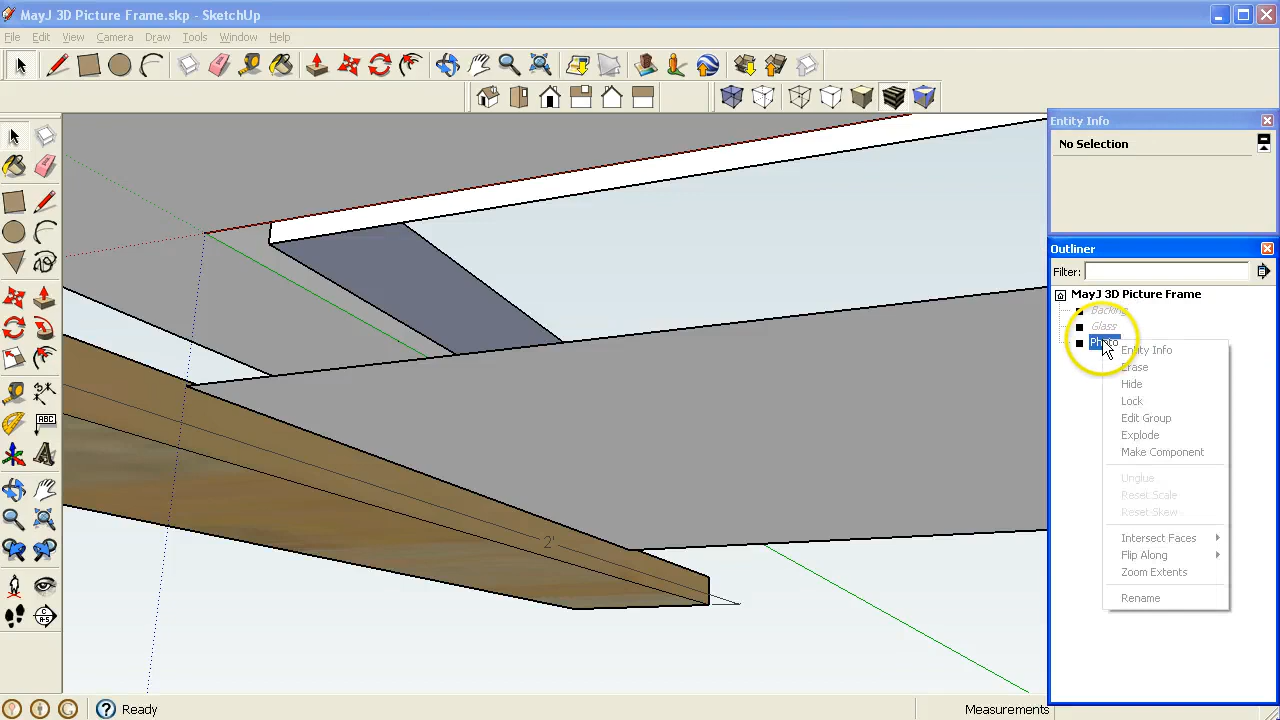 MayJ 3D Picture Frame.skp - SketchUp
File Edit View Camera Draw Tools Window Help
Entity Info
No Selection
Outliner
Filter:
MayJ 3D Picture Frame
Backing
Glass
Photo
Entity Info
Erase
Hide
Lock
Edit Group
Explode
Make Component
Unglue
Reset Scale
Reset Skew
Intersect Faces
Flip Along
Zoom Extents
Rename
ABC
A
2'
Ready
Measurements